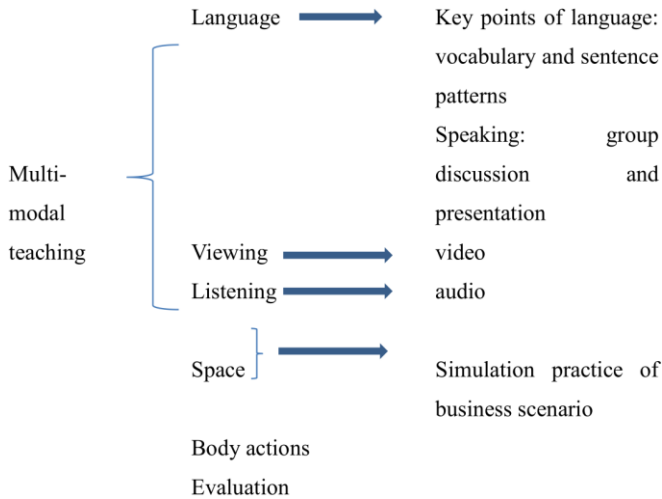 Language
Key points of language:
vocabulary and sentence
patterns
Speaking: group
discussion and
presentation
Multi-
modal
teaching
Viewing
video
Listening
audio
Space
Simulation practice of
business scenario
Body actions
Evaluation